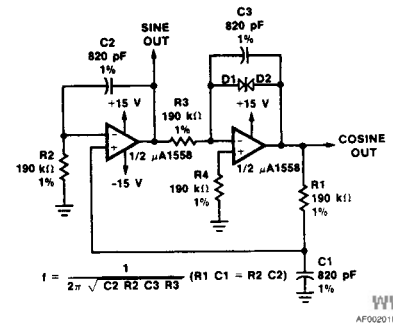 SINE
OUT
C2
820 pF
1%
+15 V
R2
190 kΩ
1%
-15 V
1/2 μA1558
R3
190 kΩ
1%
C3
820 pF
1%
D1
D2
+15 V
1/2 μA1558
R4
190 kΩ
1%
COSINE
OUT
R1
190 kΩ
1%
C1
820 pF
1%
f = 1 / 2π √C2 R2 C3 R3 (R1 C1 = R2 C2)